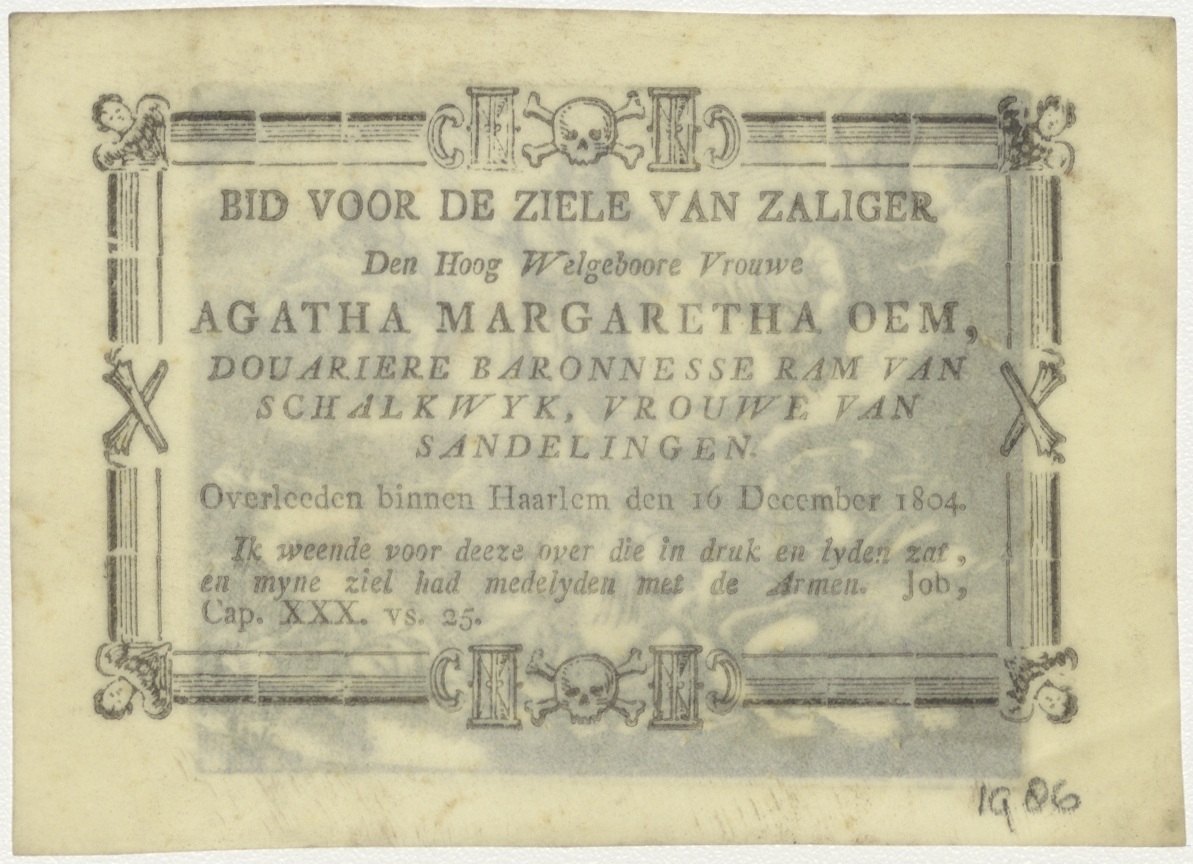 BID VOOR DE ZIELE VAN ZALIGER
Den Hoog Welgeboore Vrouwe
AGATHA MARGARETHA OEM,
DOUARIERE BARONNESSE RAM VAN
SCHALKWYK, VROUWE VAN
SANDELINGEN.
Overleeden binnen Haarlem den 16 December 1804.
Ik weende voor deeze over die in druk en lyden zat,
en myne ziel had medelyden met de Armen. Job,
Cap. XXX. vs. 25.
1986